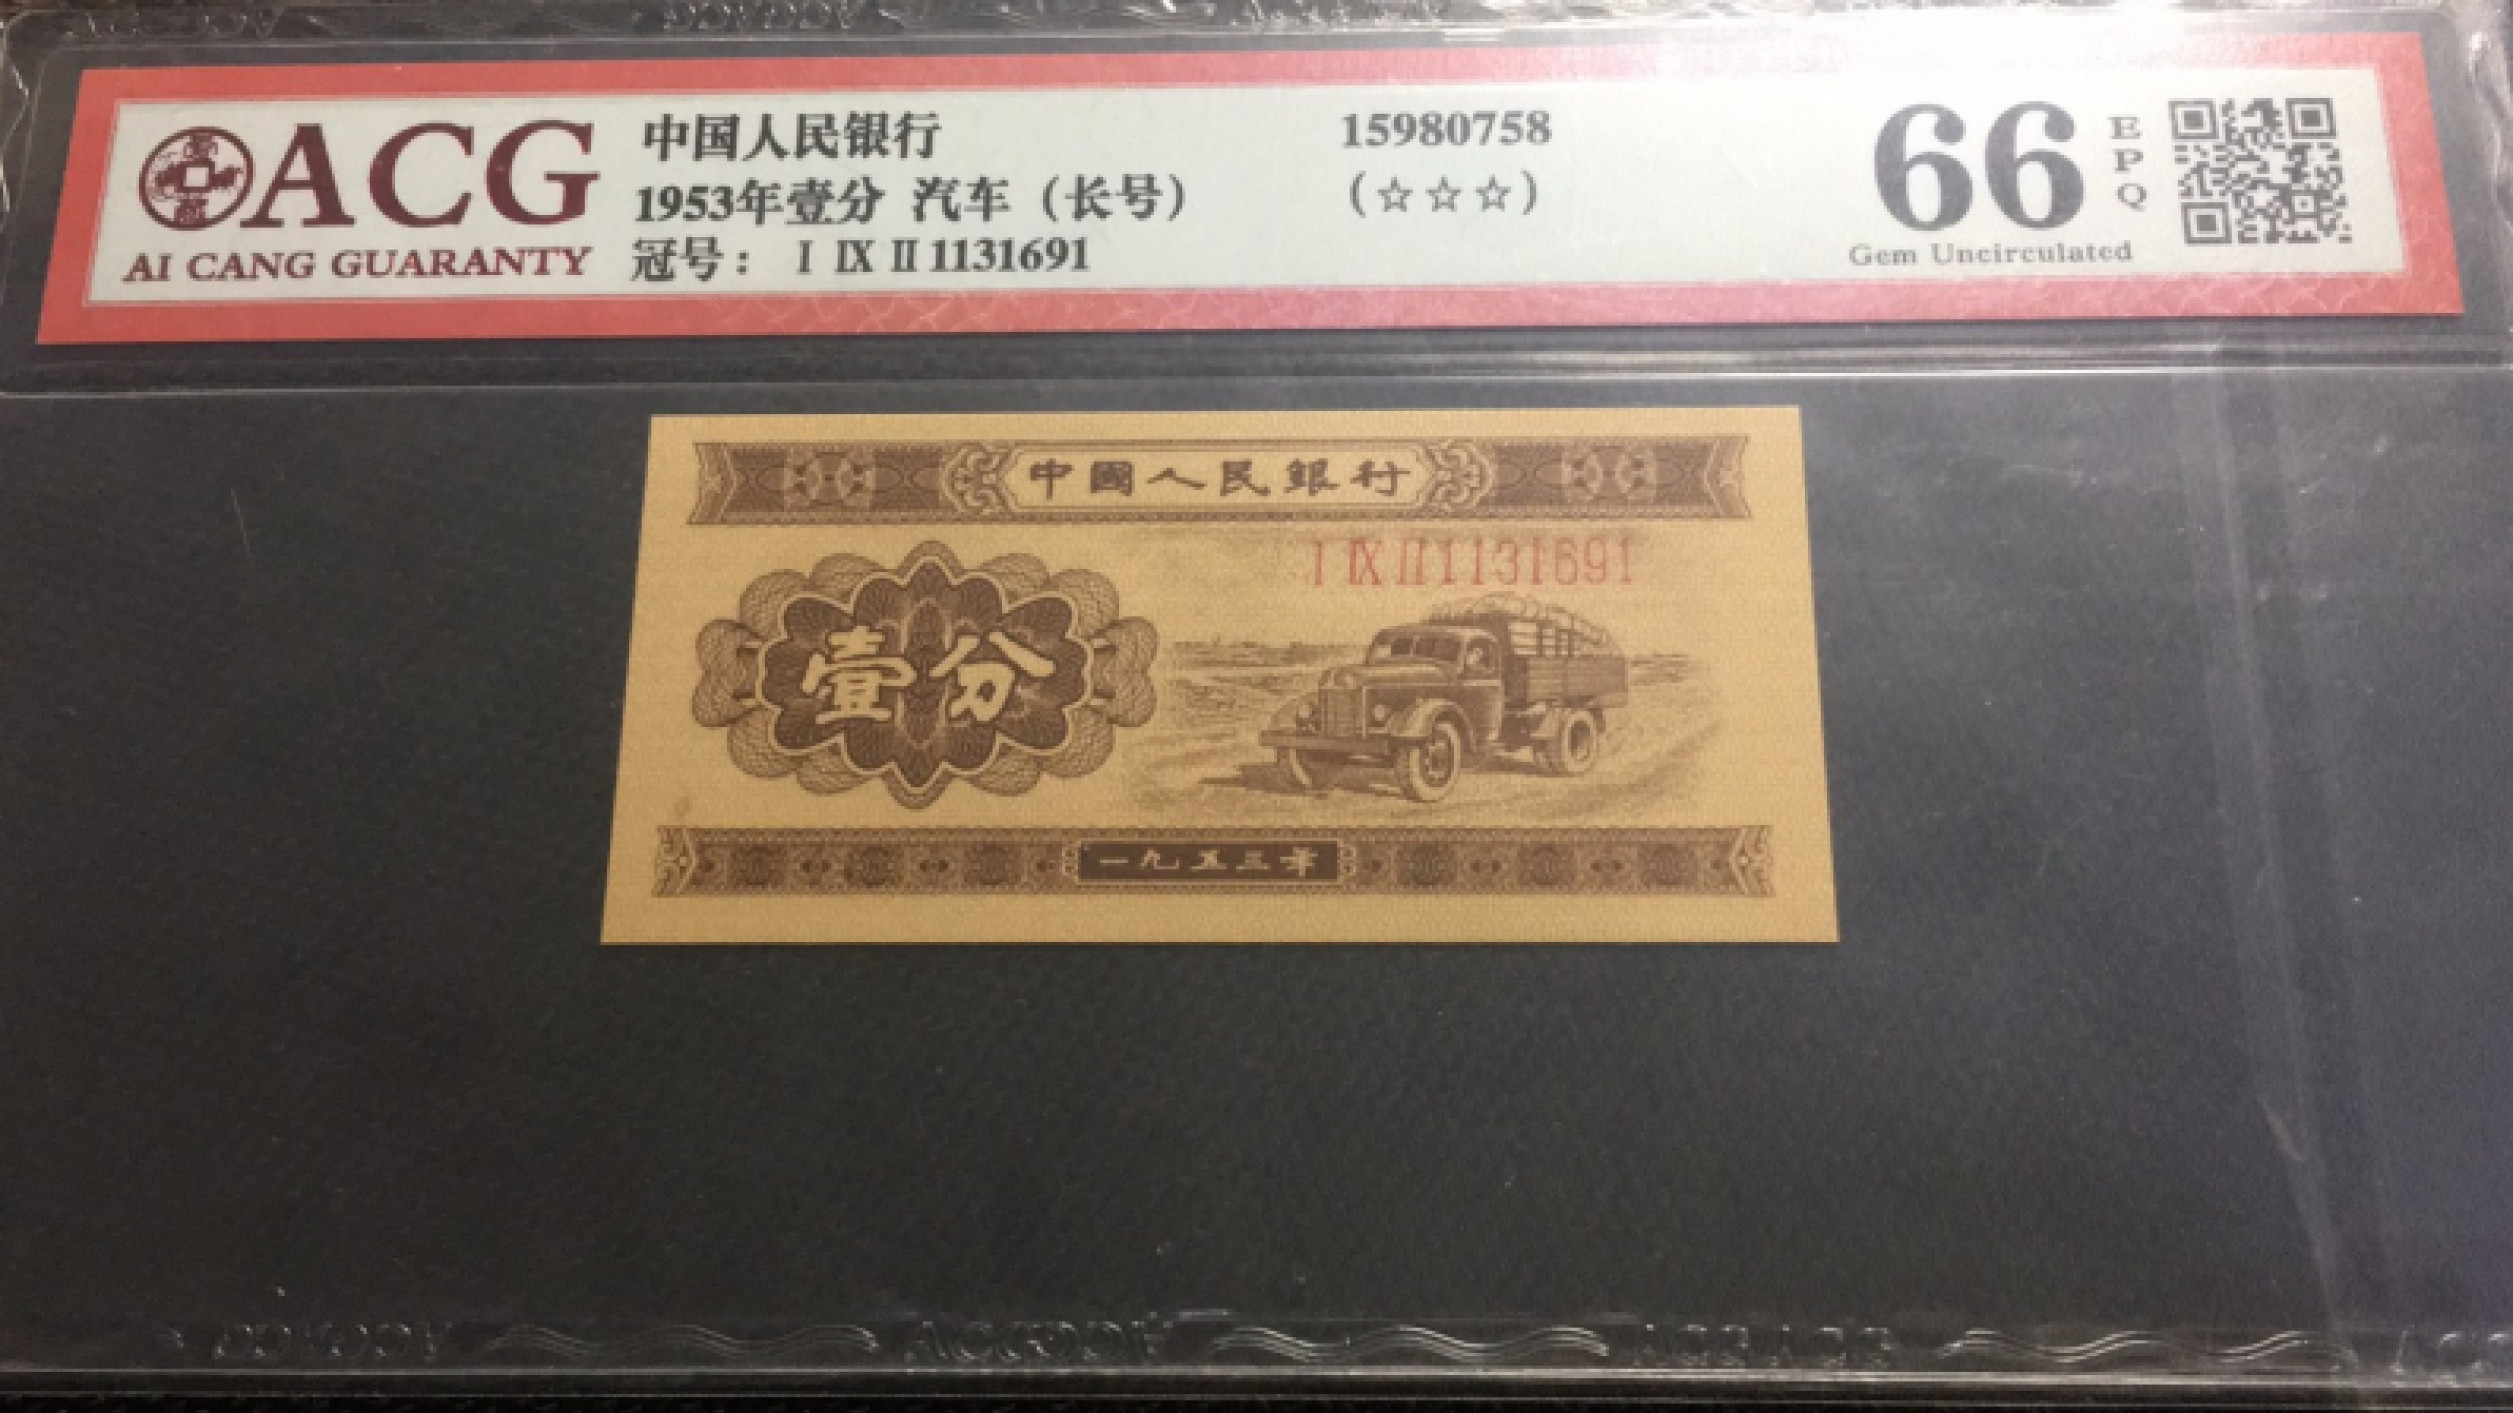 ACG
AI CANG GUARANTY
中国人民银行
1953年壹分 汽车（长号）
冠号： Ⅰ Ⅸ Ⅱ 1131691
15980758
(☆☆☆)
66
EPQ
Gem Uncirculated
中國人民銀行
Ⅰ Ⅸ Ⅱ 1131691
壹分
一九五三年